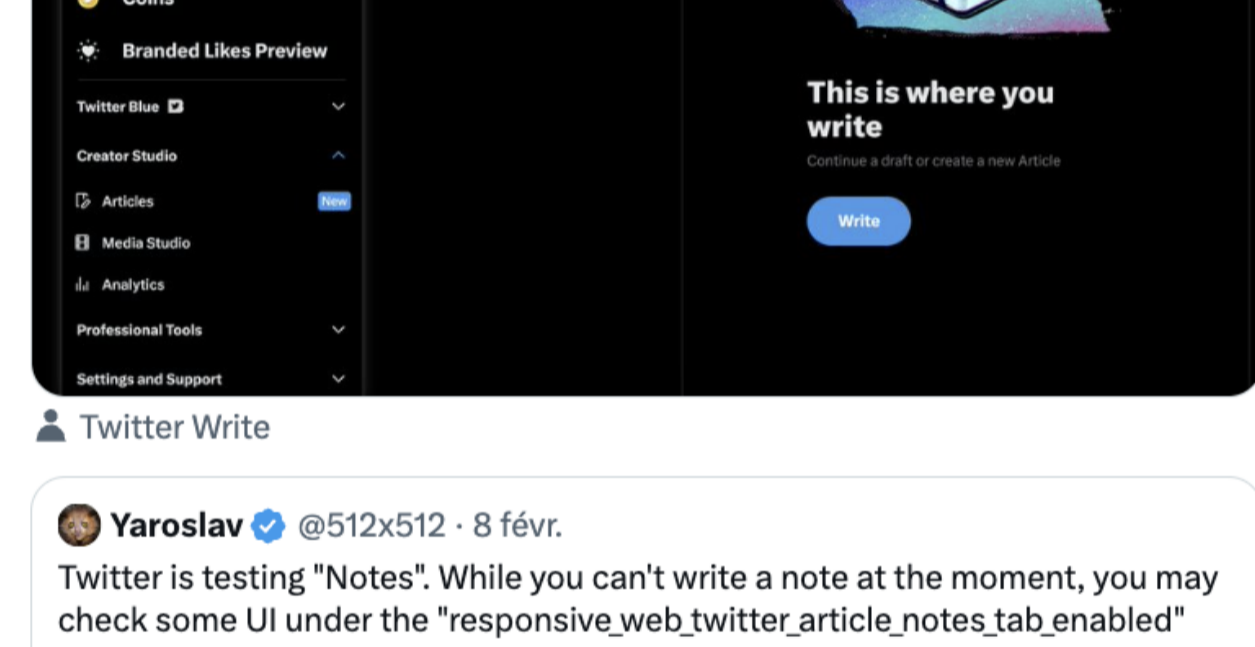 Coins
Branded Likes Preview
Twitter Blue
Creator Studio
Articles New
Media Studio
Analytics
Professional Tools
Settings and Support
This is where you
write
Continue a draft or create a new Article
Write
Twitter Write
Yaroslav @512x512 · 8 févr.
Twitter is testing "Notes". While you can't write a note at the moment, you may
check some UI under the "responsive_web_twitter_article_notes_tab_enabled"